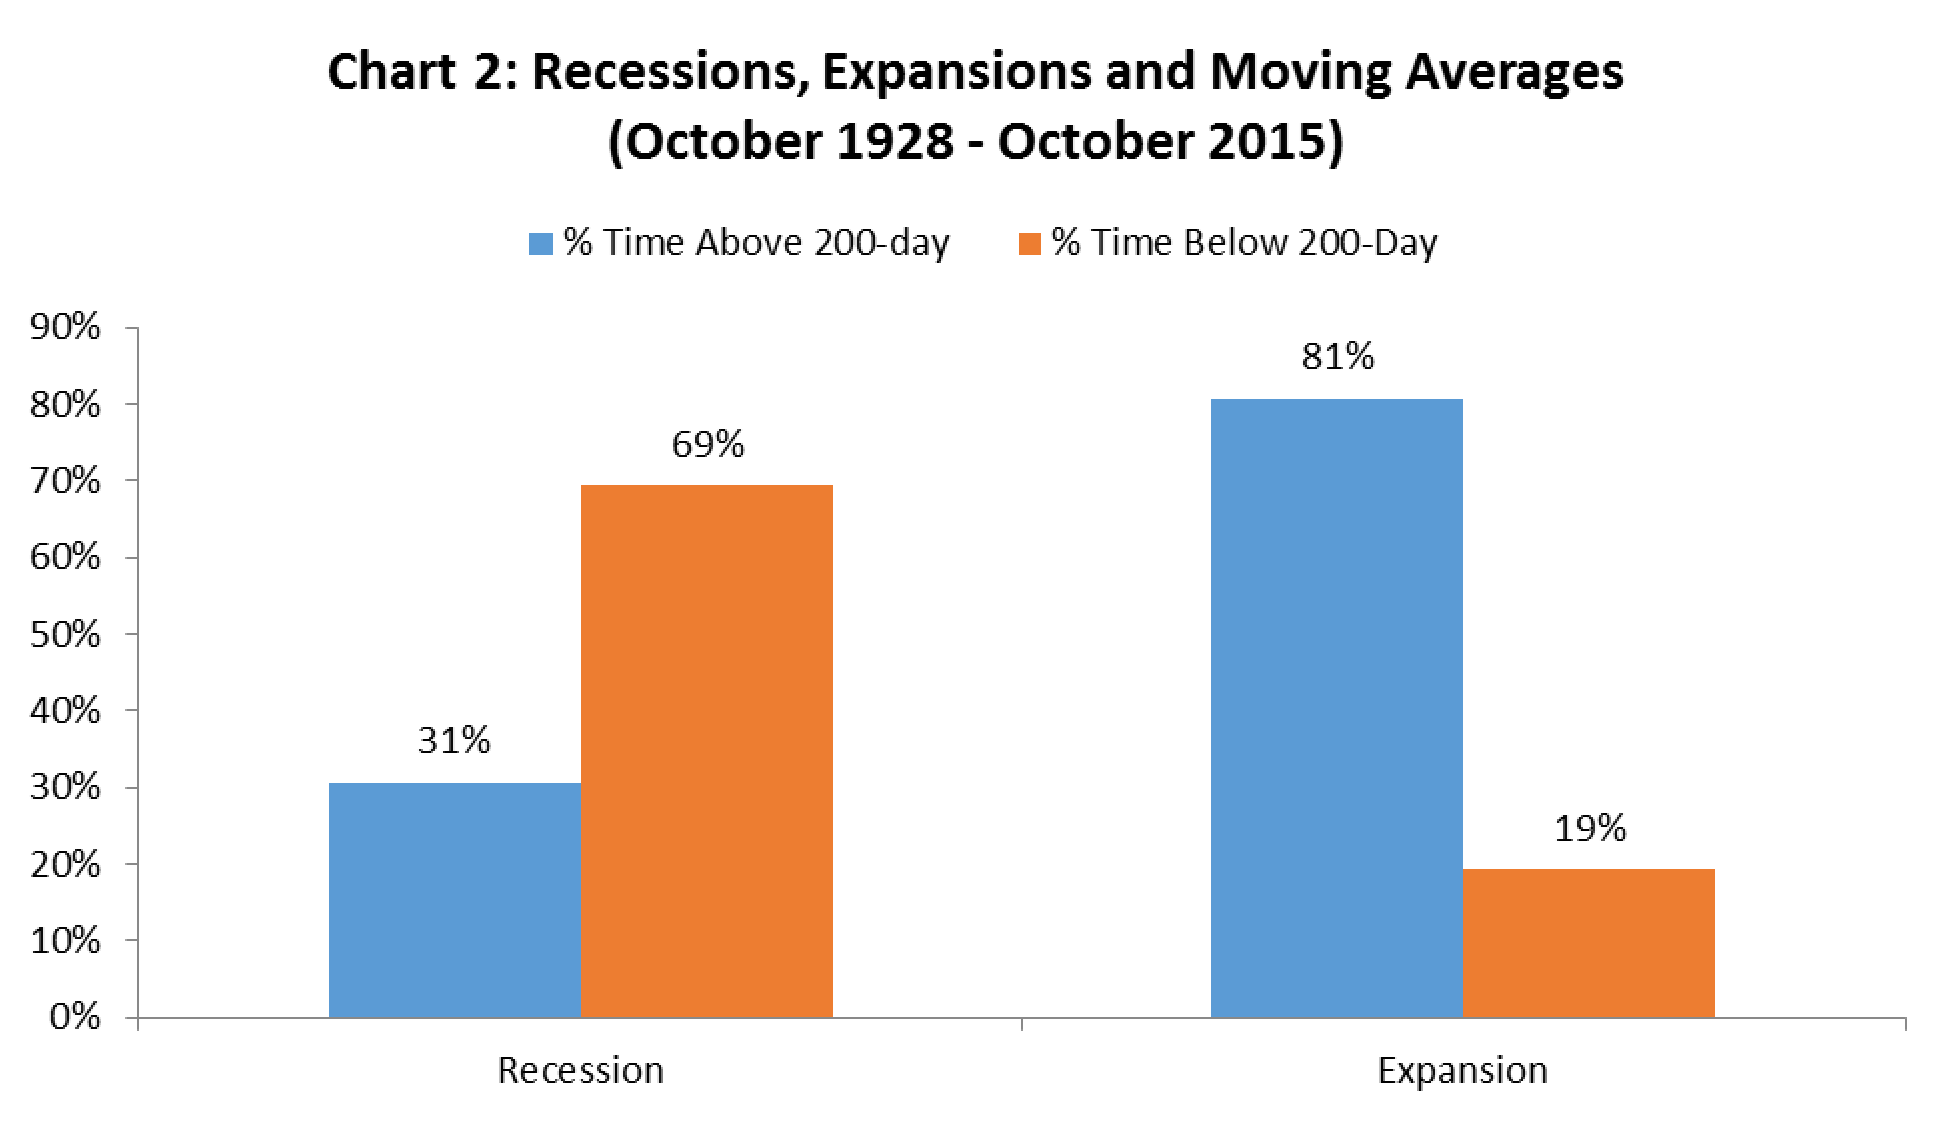 Chart 2: Recessions, Expansions and Moving Averages
(October 1928 - October 2015)
% Time Above 200-day
% Time Below 200-Day
90%
80%
70%
60%
50%
40%
30%
20%
10%
0%
31%
69%
81%
19%
Recession
Expansion